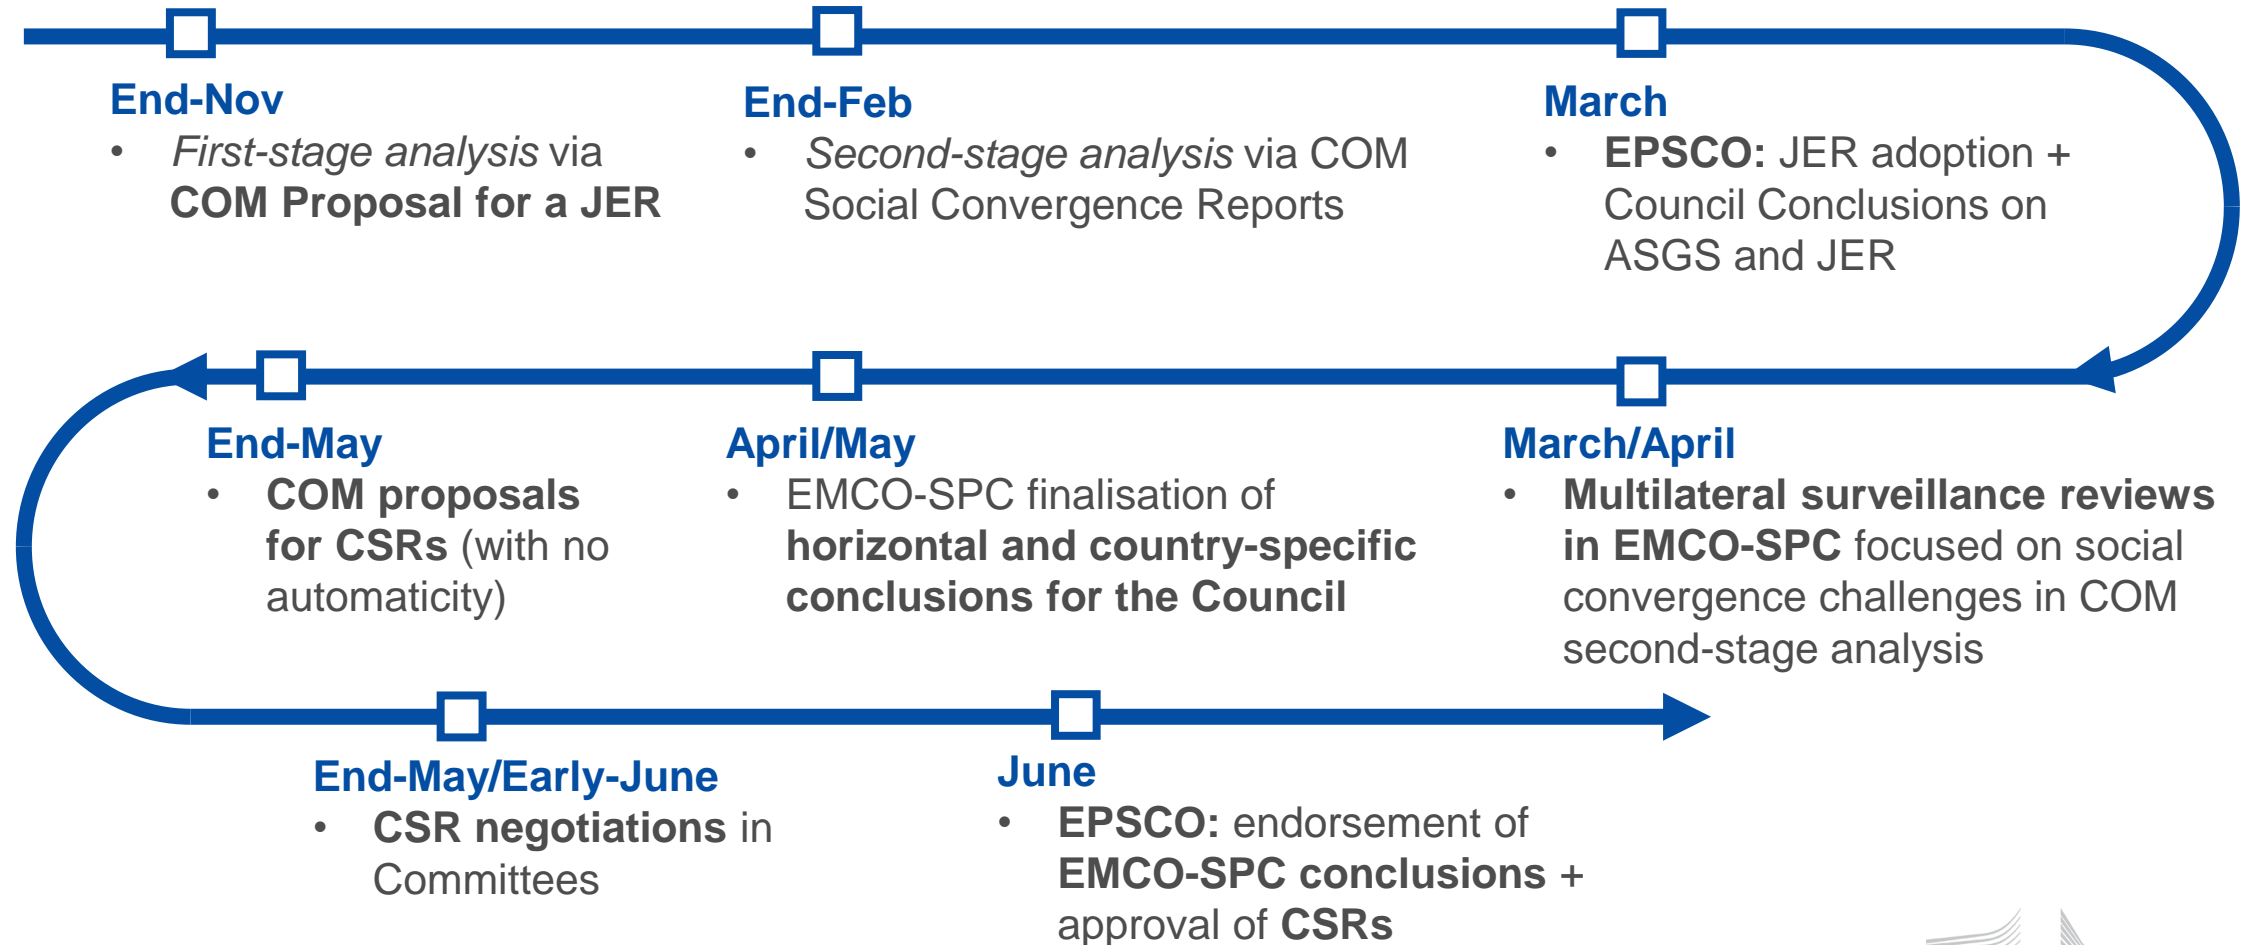 End-Nov
• First-stage analysis via
COM Proposal for a JER
End-Feb
• Second-stage analysis via COM
Social Convergence Reports
March
• EPSCO: JER adoption +
Council Conclusions on
ASGS and JER
March/April
• Multilateral surveillance reviews
in EMCO-SPC focused on social
convergence challenges in COM
second-stage analysis
April/May
• EMCO-SPC finalisation of
horizontal and country-specific
conclusions for the Council
End-May
• COM proposals
for CSRs (with no
automaticity)
End-May/Early-June
• CSR negotiations in
Committees
June
• EPSCO: endorsement of
EMCO-SPC conclusions +
approval of CSRs